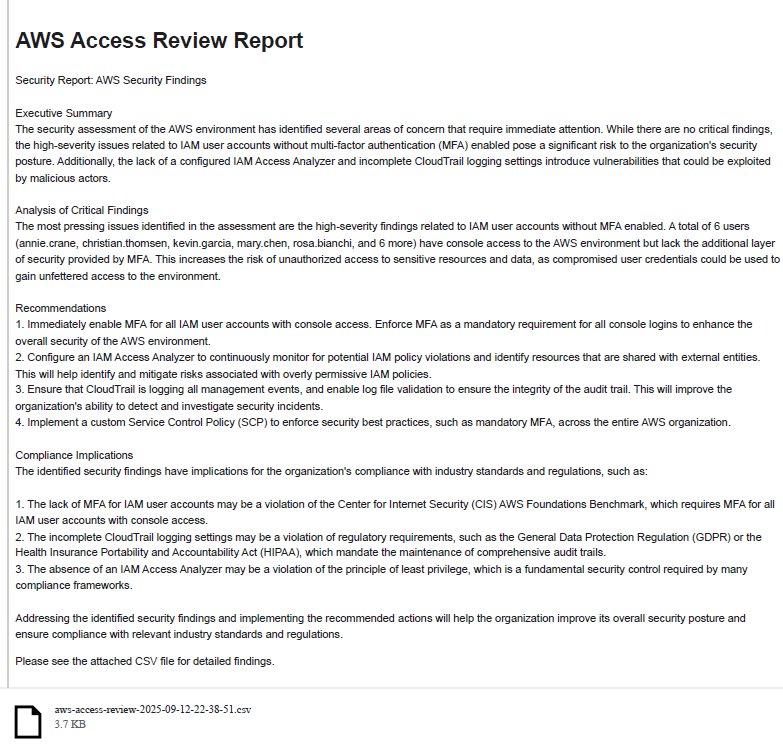 AWS Access Review Report
Security Report: AWS Security Findings
Executive Summary
The security assessment of the AWS environment has identified several areas of concern that require immediate attention. While there are no critical findings,
the high-severity issues related to IAM user accounts without multi-factor authentication (MFA) enabled pose a significant risk to the organization's security
posture. Additionally, the lack of a configured IAM Access Analyzer and incomplete CloudTrail logging settings introduce vulnerabilities that could be exploited
by malicious actors.
Analysis of Critical Findings
The most pressing issues identified in the assessment are the high-severity findings related to IAM user accounts without MFA enabled. A total of 6 users
(annie.crane, christian.thomsen, kevin.garcia, mary.chen, rosa.bianchi, and 6 more) have console access to the AWS environment but lack the additional layer
of security provided by MFA. This increases the risk of unauthorized access to sensitive resources and data, as compromised user credentials could be used to
gain unfettered access to the environment.
Recommendations
1. Immediately enable MFA for all IAM user accounts with console access. Enforce MFA as a mandatory requirement for all console logins to enhance the
overall security of the AWS environment.
2. Configure an IAM Access Analyzer to continuously monitor for potential IAM policy violations and identify resources that are shared with external entities.
This will help identify and mitigate risks associated with overly permissive IAM policies.
3. Ensure that CloudTrail is logging all management events, and enable log file validation to ensure the integrity of the audit trail. This will improve the
organization's ability to detect and investigate security incidents.
4. Implement a custom Service Control Policy (SCP) to enforce security best practices, such as mandatory MFA, across the entire AWS organization.
Compliance Implications
The identified security findings have implications for the organization's compliance with industry standards and regulations, such as:
1. The lack of MFA for IAM user accounts may be a violation of the Center for Internet Security (CIS) AWS Foundations Benchmark, which requires MFA for all
IAM user accounts with console access.
2. The incomplete CloudTrail logging settings may be a violation of regulatory requirements, such as the General Data Protection Regulation (GDPR) or the
Health Insurance Portability and Accountability Act (HIPAA), which mandate the maintenance of comprehensive audit trails.
3. The absence of an IAM Access Analyzer may be a violation of the principle of least privilege, which is a fundamental security control required by many
compliance frameworks.
Addressing the identified security findings and implementing the recommended actions will help the organization improve its overall security posture and
ensure compliance with relevant industry standards and regulations.
Please see the attached CSV file for detailed findings.
aws-access-review-2025-09-12-22-38-51.csv
3.7 KB